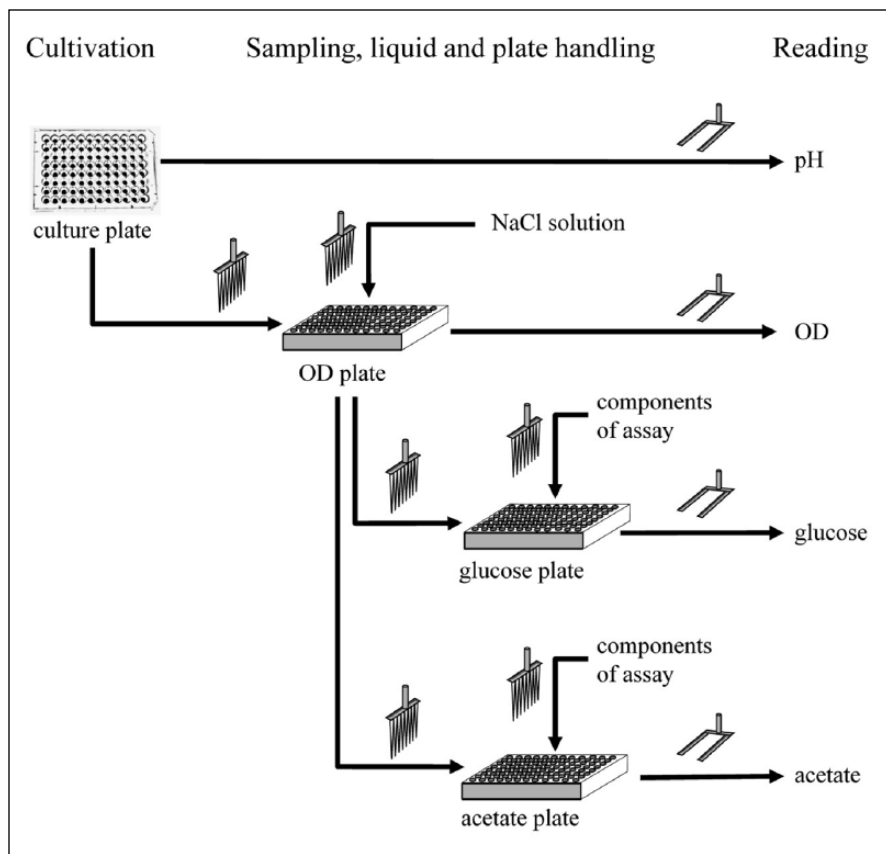 Cultivation
Sampling, liquid and plate handling
Reading
pH
culture plate
NaCl solution
OD
OD plate
components
of assay
glucose
glucose plate
components
of assay
acetate
acetate plate